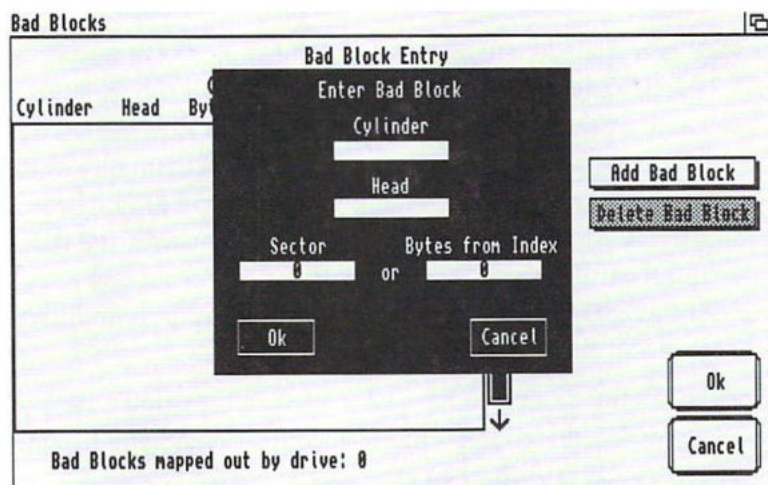 Bad Blocks
Bad Block Entry
Enter Bad Block
Cylinder Head
Cylinder
Add Bad Block
Head
Delete Bad Block
Sector Bytes from Index
0 or 0
Ok Cancel
Ok
Cancel
Bad Blocks mapped out by drive: 0